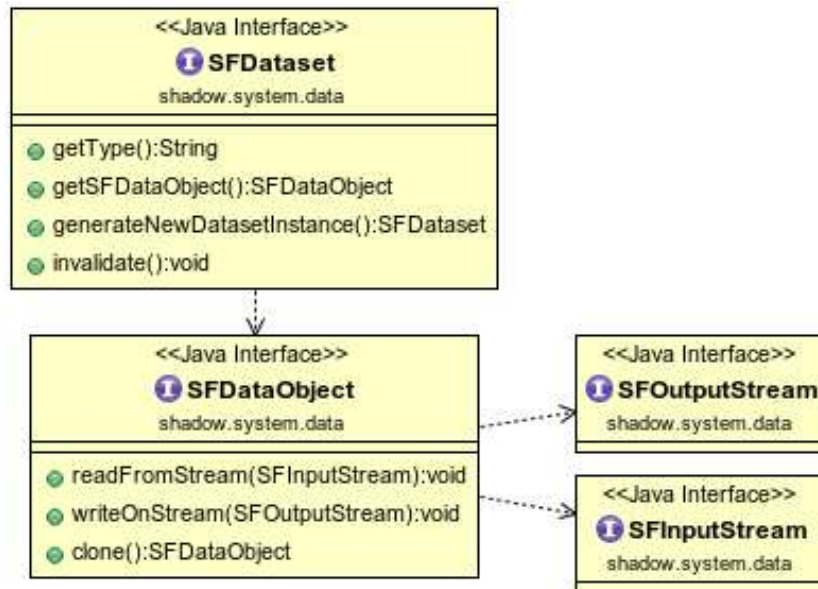 <<Java Interface>>
I SFDataset
shadow.system.data
getType():String
getSFDataObject():SFDataObject
generateNewDatasetInstance():SFDataset
invalidate():void
<<Java Interface>>
I SFDataObject
shadow.system.data
readFromStream(SFInputStream):void
writeOnStream(SFOutputStream):void
clone():SFDataObject
<<Java Interface>>
I SFOutputStream
shadow.system.data
<<Java Interface>>
I SFInputStream
shadow.system.data